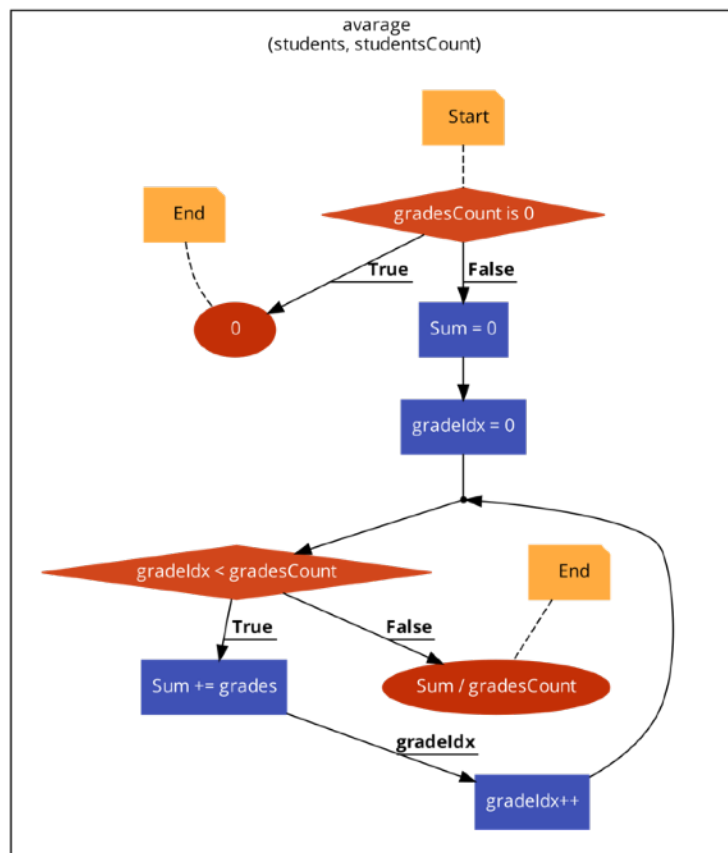 avarage
(students, studentsCount)
Start
End
gradesCount is 0
True
False
0
Sum = 0
gradeIdx = 0
gradeIdx < gradesCount
End
True
False
Sum += grades
Sum / gradesCount
gradeIdx
gradeIdx++